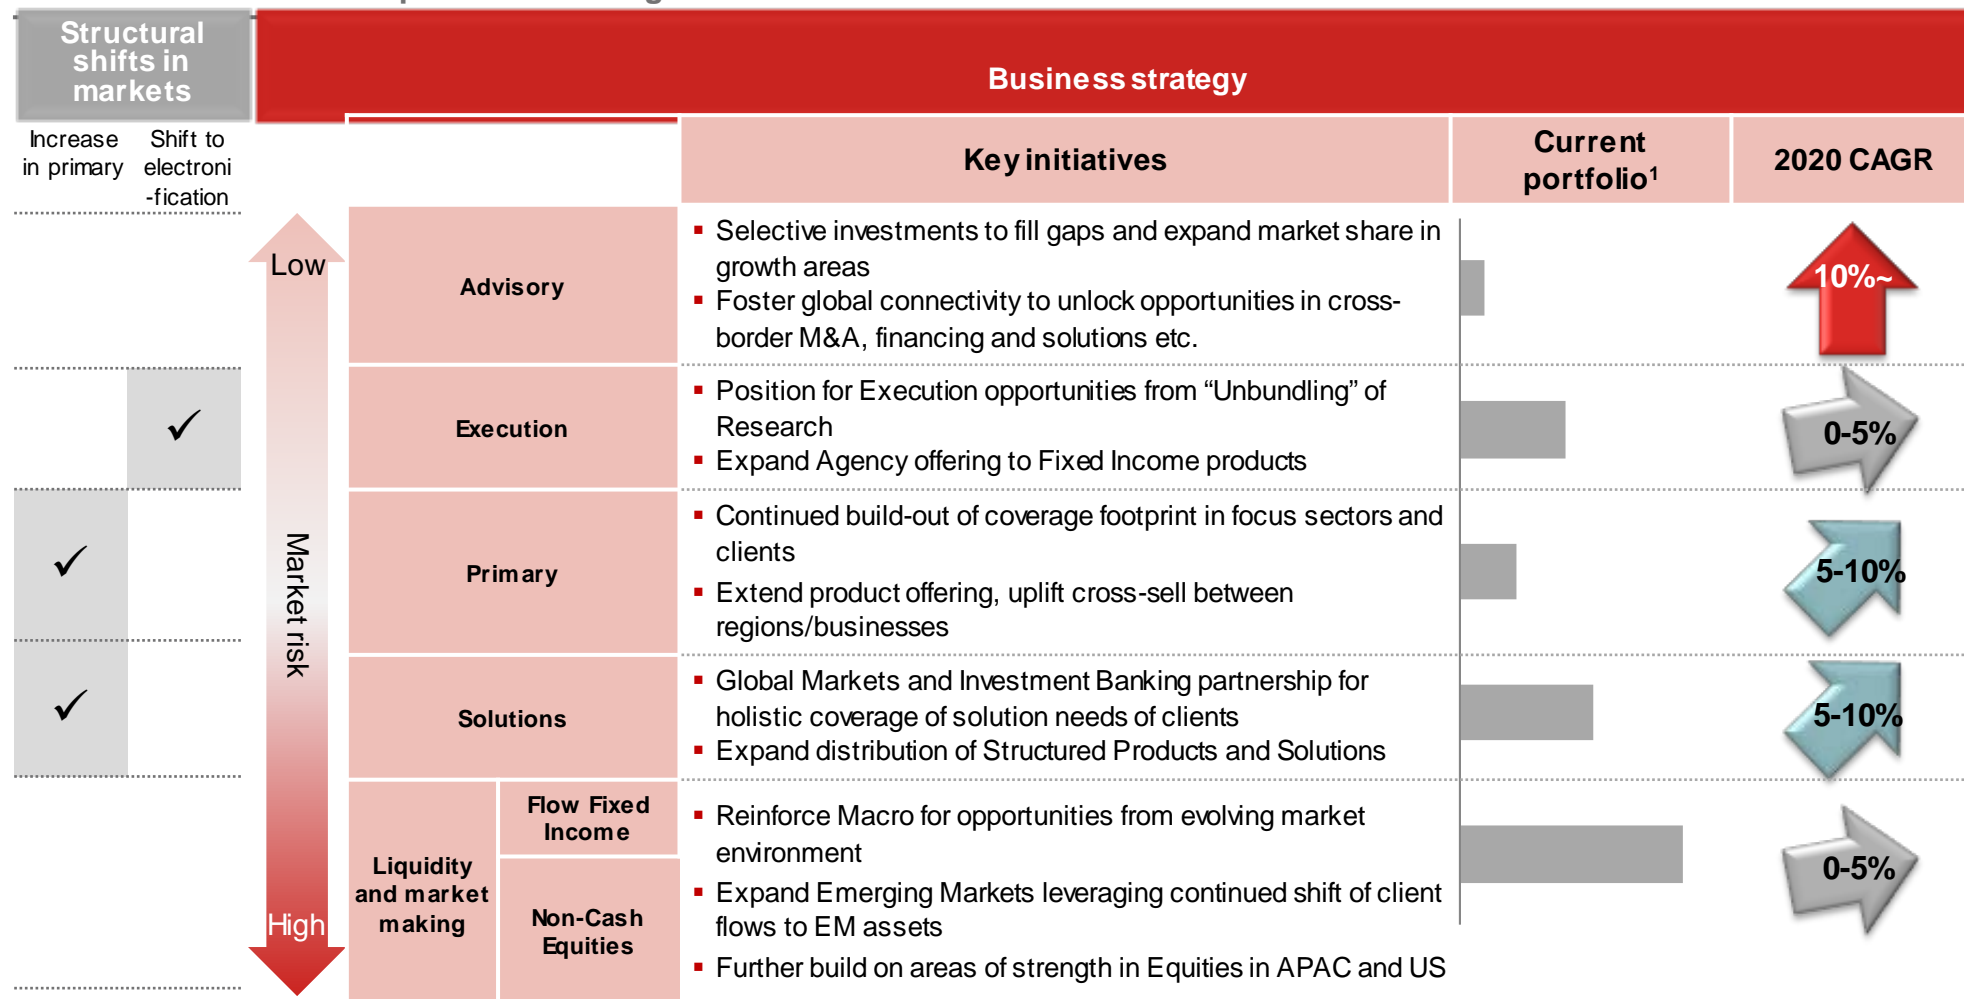 Structural
shifts in
markets
Business strategy
Increase
in primary
Shift to
electroni
-fication
Key initiatives
Current
portfolio1
2020 CAGR
Low
Market risk
High
Advisory
▪ Selective investments to fill gaps and expand market share in
growth areas
▪ Foster global connectivity to unlock opportunities in cross-
border M&A, financing and solutions etc.
10%~
✓
Execution
▪ Position for Execution opportunities from “Unbundling” of
Research
▪ Expand Agency offering to Fixed Income products
0-5%
✓
Primary
▪ Continued build-out of coverage footprint in focus sectors and
clients
▪ Extend product offering, uplift cross-sell between
regions/businesses
5-10%
✓
Solutions
▪ Global Markets and Investment Banking partnership for
holistic coverage of solution needs of clients
▪ Expand distribution of Structured Products and Solutions
5-10%
Liquidity
and market
making
Flow Fixed
Income
Non-Cash
Equities
▪ Reinforce Macro for opportunities from evolving market
environment
▪ Expand Emerging Markets leveraging continued shift of client
flows to EM assets
▪ Further build on areas of strength in Equities in APAC and US
0-5%